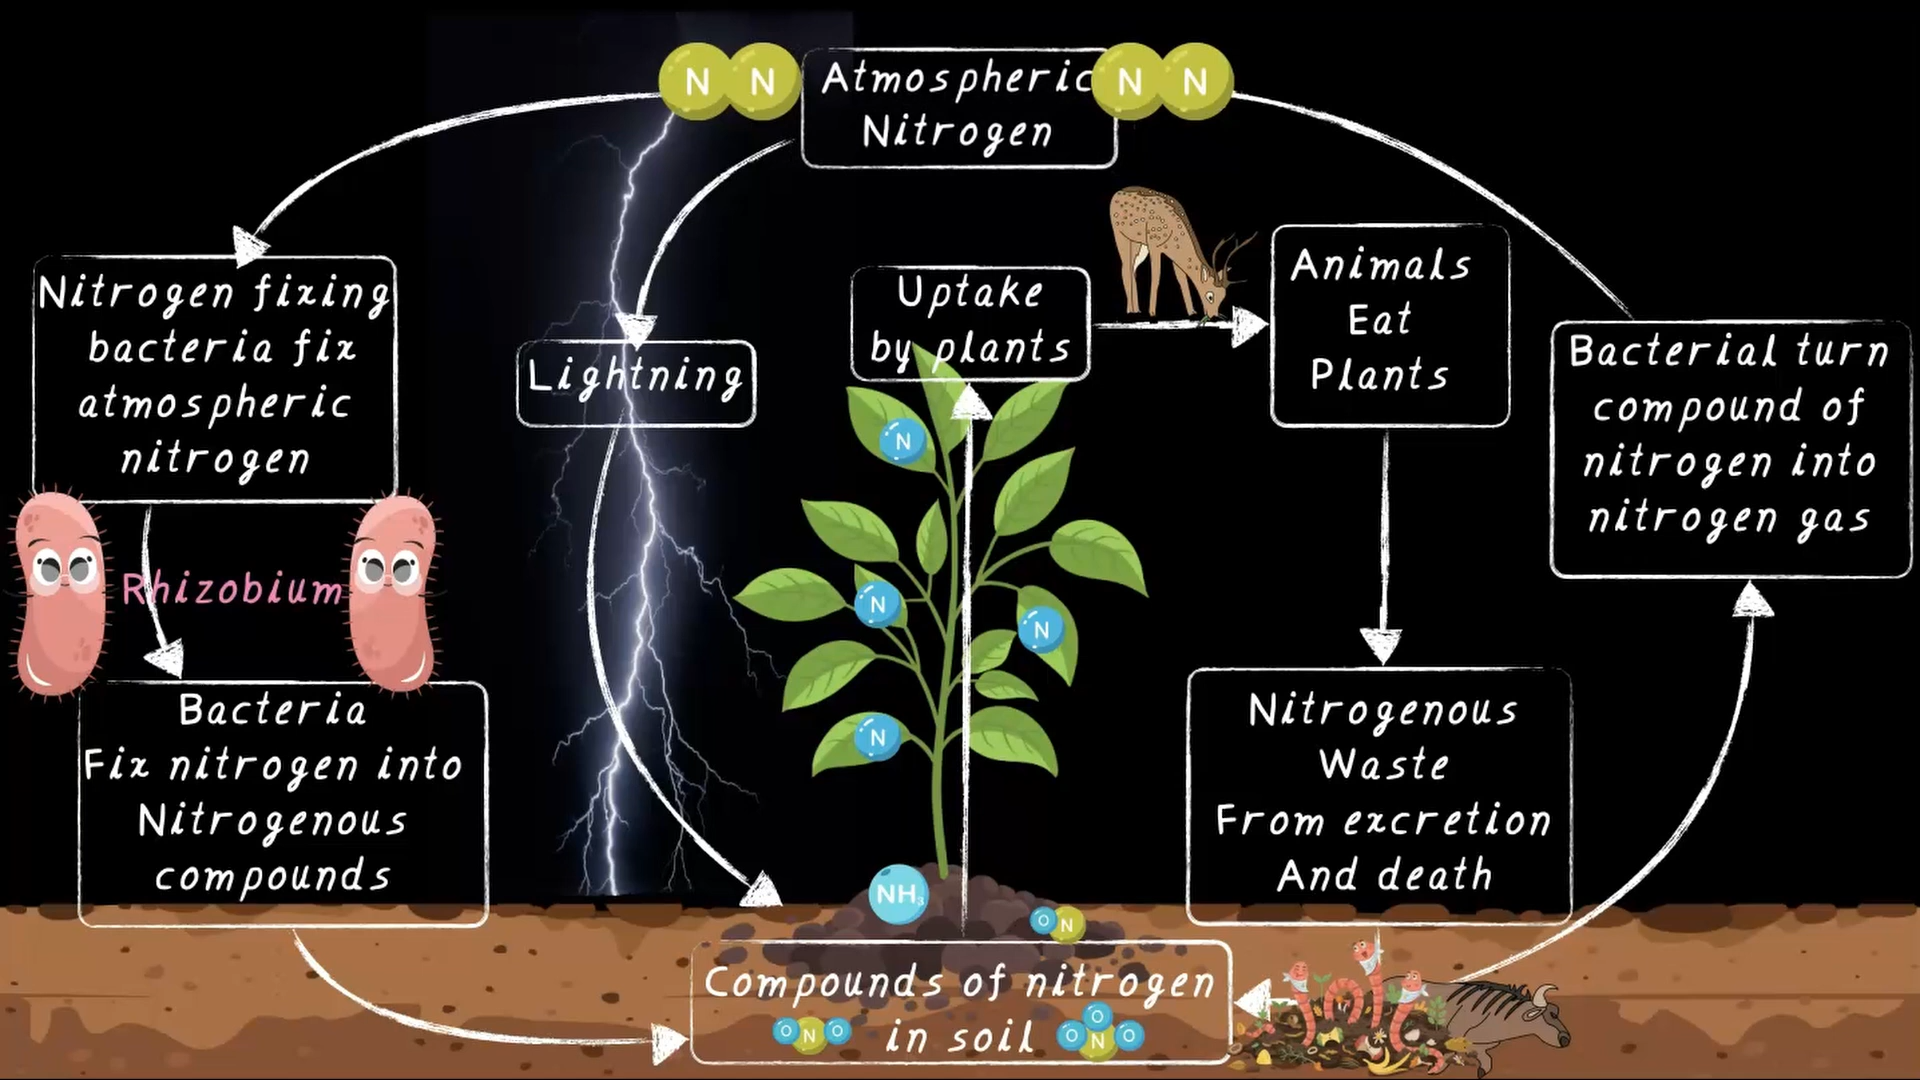 N N
Atmospheric
Nitrogen
N N
Nitrogen fixing
bacteria fix
atmospheric
nitrogen
Lightning
Uptake
by plants
Animals
Eat
Plants
Bacterial turn
compound of
nitrogen into
nitrogen gas
N
Rhizobium
N
N
N
Bacteria
Fix nitrogen into
Nitrogenous
compounds
Nitrogenous
Waste
From excretion
And death
NH₃
O N
Compounds of nitrogen
in soil
O N O
O
O N O